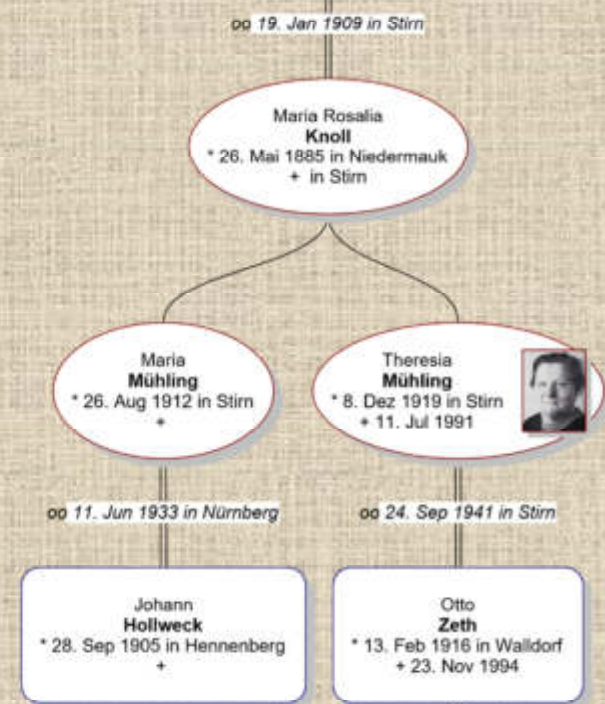 oo 19. Jan 1909 in Stirn
Maria Rosalia
Knoll
* 26. Mai 1885 in Niedermauk
+ in Stirn
Maria
Mühling
* 26. Aug 1912 in Stirn
+
Theresia
Mühling
* 8. Dez 1919 in Stirn
+ 11. Jul 1991
oo 11. Jun 1933 in Nürnberg
oo 24. Sep 1941 in Stirn
Johann
Hollweck
* 28. Sep 1905 in Hennenberg
+
Otto
Zeth
* 13. Feb 1916 in Walldorf
+ 23. Nov 1994